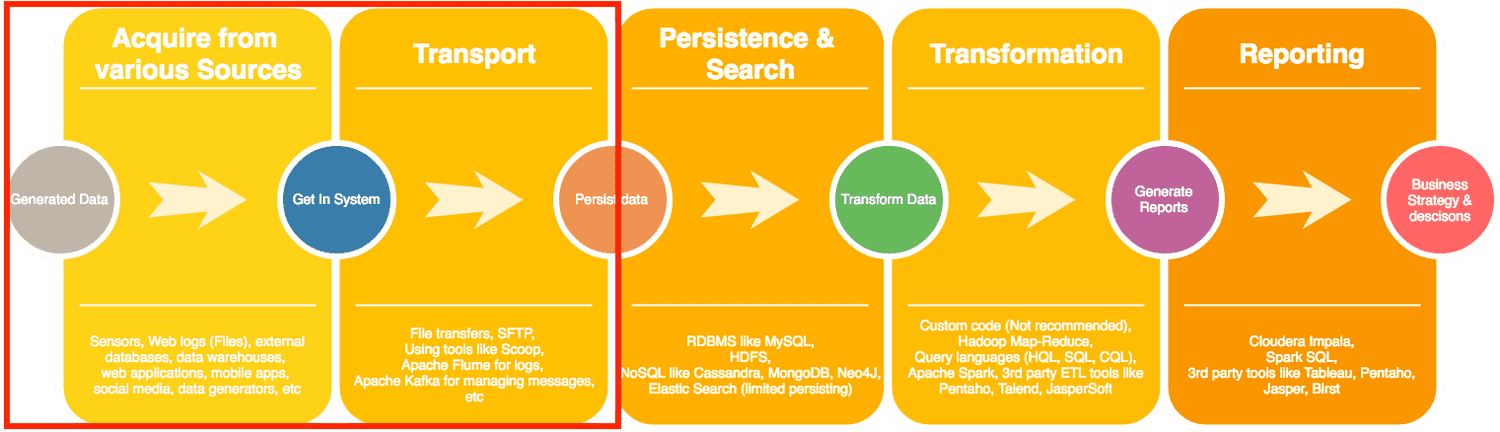 Acquire from
various Sources
Transport
Persistence &
Search
Transformation
Reporting
Generated Data
Get In System
Persist data
Transform Data
Generate
Reports
Business
Strategy &
descisons
Sensors, Web logs (Files), external
databases, data warehouses,
web applications, mobile apps,
social media, data generators, etc
File transfers, SFTP,
Using tools like Scoop,
Apache Flume for logs,
Apache Kafka for managing messages,
etc
RDBMS like MySQL,
HDFS,
NoSQL like Cassandra, MongoDB, Neo4J,
Elastic Search (limited persisting)
Custom code (Not recommended),
Hadoop Map-Reduce,
Query languages (HQL, SQL, CQL),
Apache Spark, 3rd party ETL tools like
Pentaho, Talend, JasperSoft
Cloudera Impala,
Spark SQL,
3rd party tools like Tableau, Pentaho,
Jasper, Birst